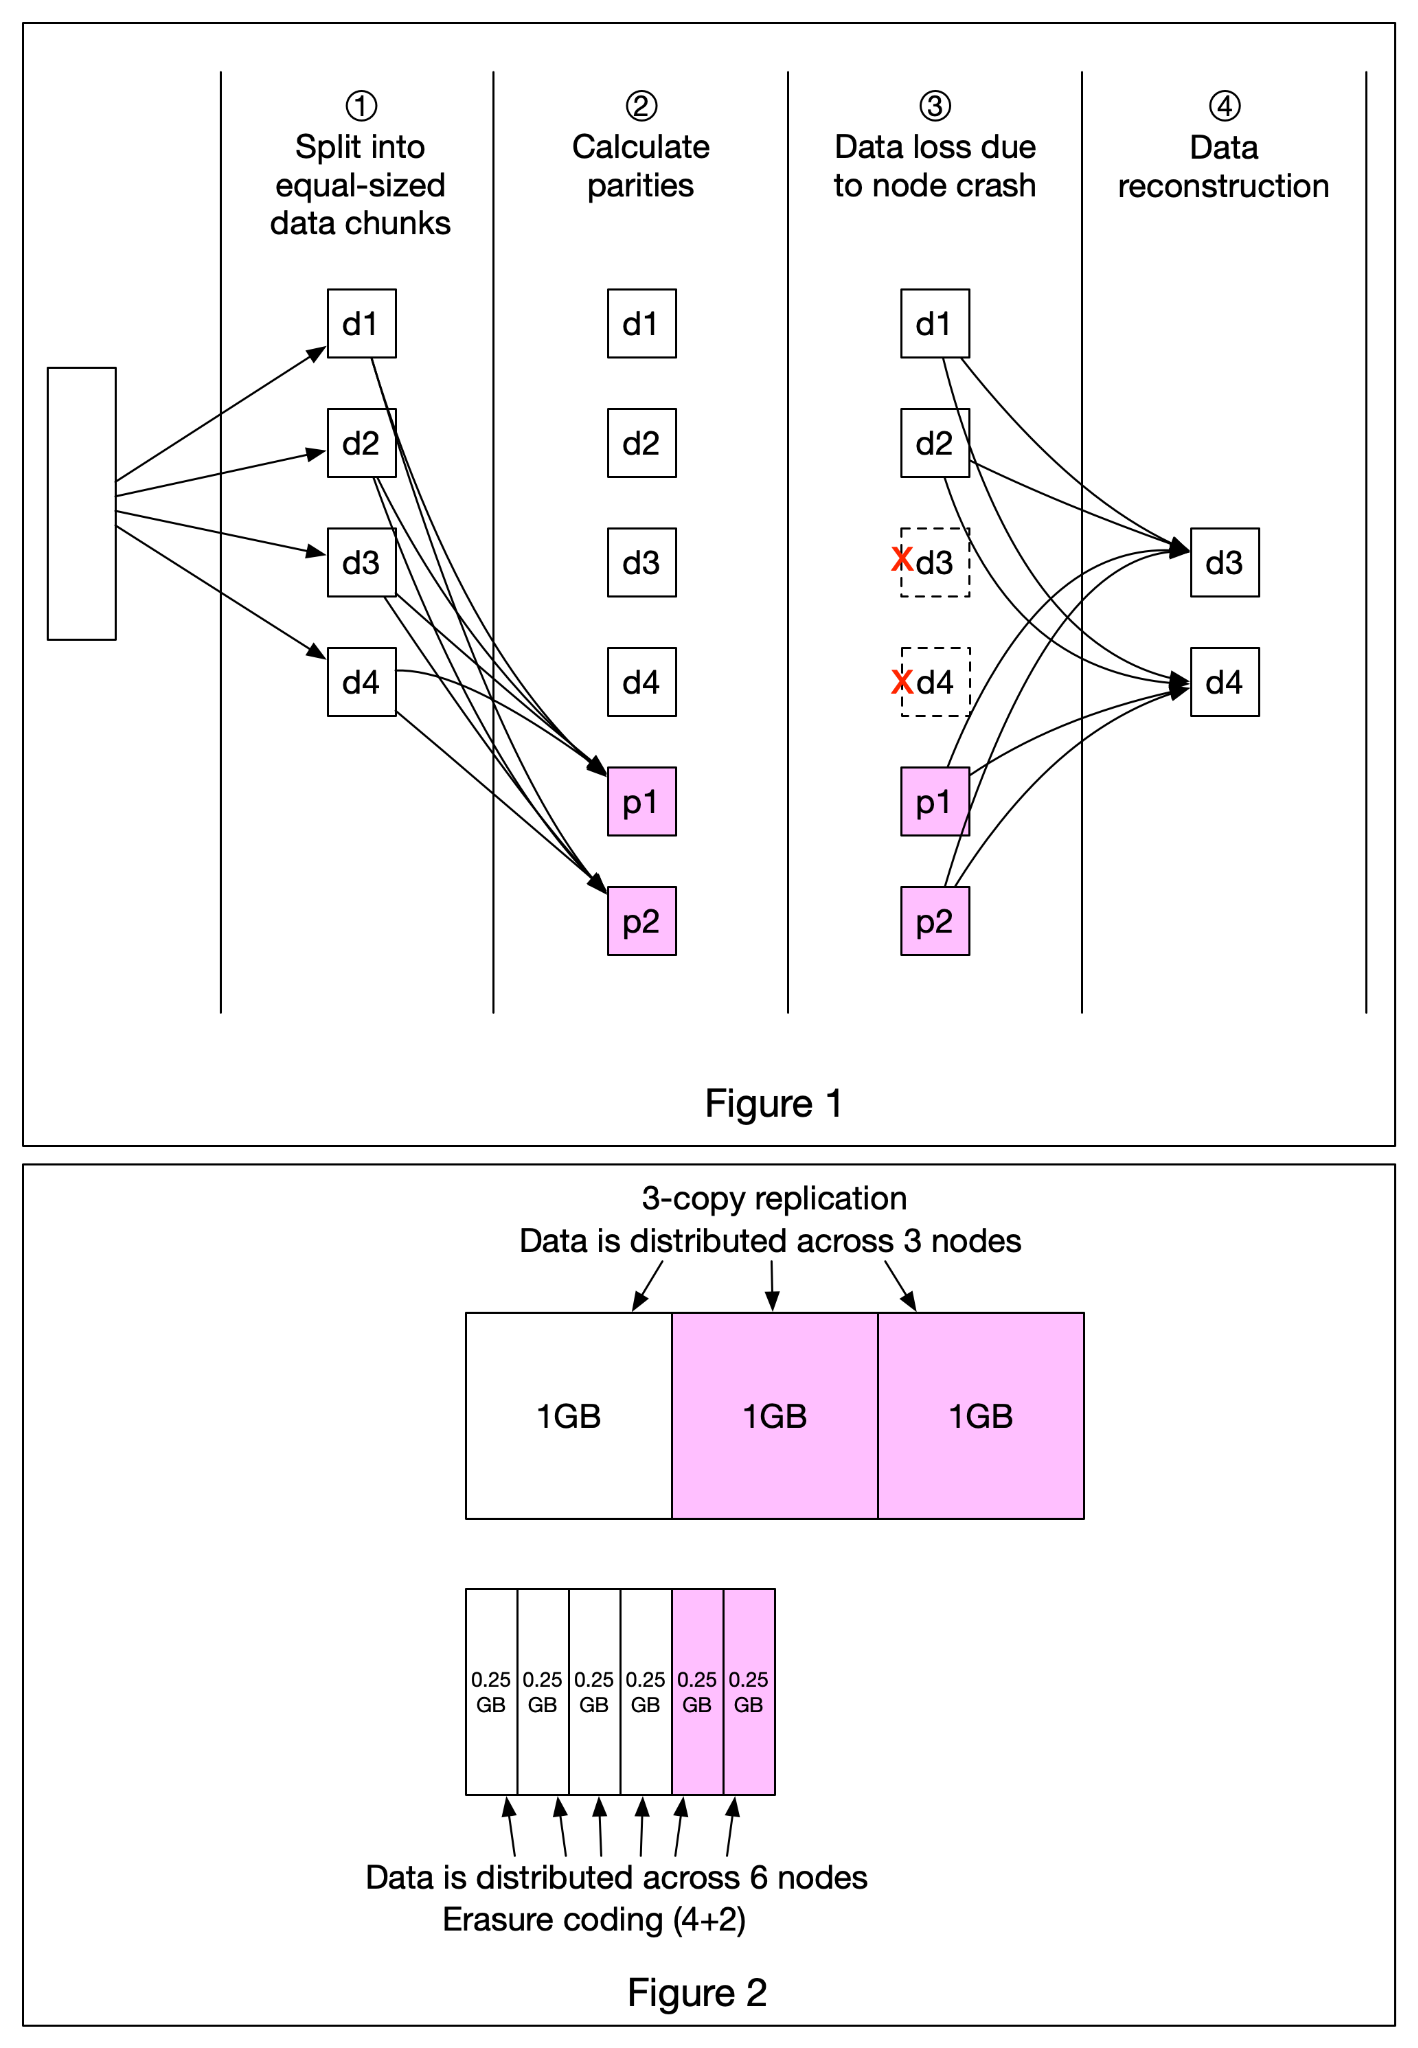 ①
Split into
equal-sized
data chunks
②
Calculate
parities
③
Data loss due
to node crash
④
Data
reconstruction
d1
d2
d3
d4
d1
d2
d3
d4
p1
p2
d1
d2
X d3
X d4
p1
p2
d3
d4
Figure 1
3-copy replication
Data is distributed across 3 nodes
1GB
1GB
1GB
0.25
GB
0.25
GB
0.25
GB
0.25
GB
0.25
GB
0.25
GB
Data is distributed across 6 nodes
Erasure coding (4+2)
Figure 2